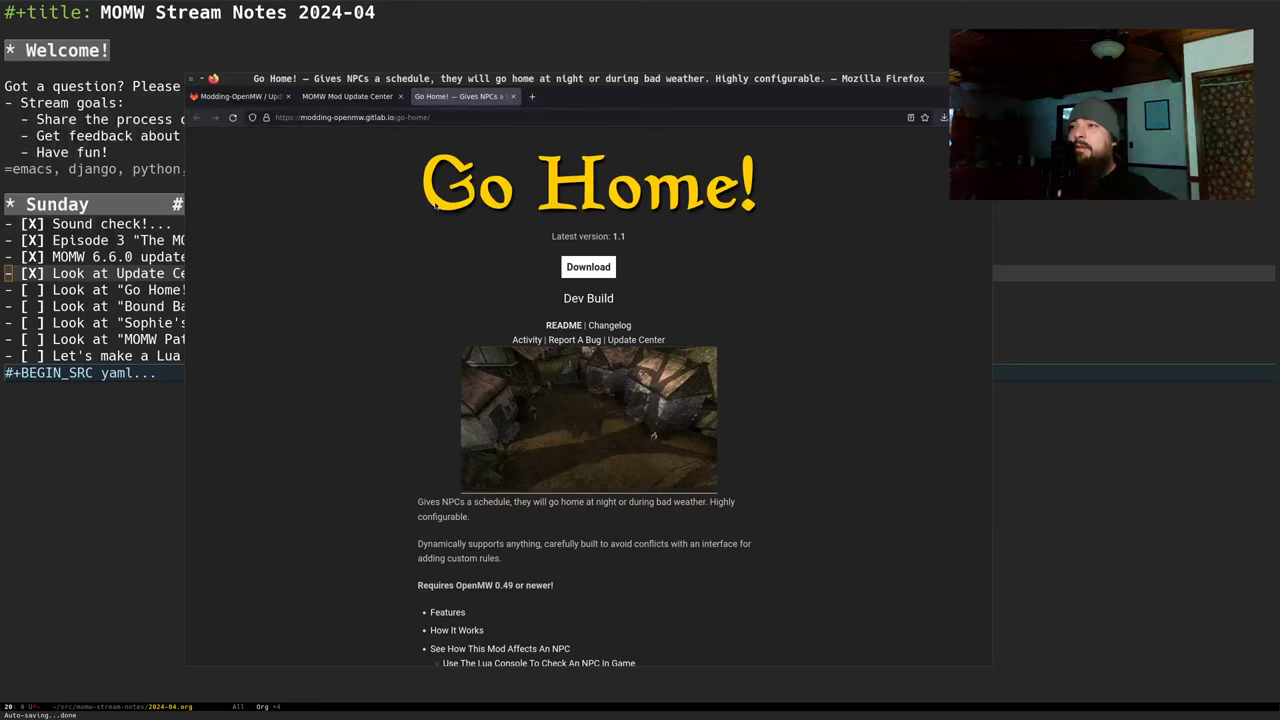 #+title: MOMW Stream Notes 2024-04
* Welcome!
Got a question? Please
- Stream goals:
- Share the process
- Get feedback about
- Have fun!
=emacs, django, python,
* Sunday #
- [X] Sound check!...
- [X] Episode 3 "The
- [X] MOMW 6.6.0 update
- [X] Look at Update
- [ ] Look at "Go Home!
- [ ] Look at "Bound
- [ ] Look at "Sophie's
- [ ] Look at "MOMW
- [ ] Let's make a Lua
#+BEGIN_SRC yaml...
Go Home! — Gives NPCs a schedule, they will go home at night or during bad weather. Highly configurable. — Mozilla Firefox
Modding-OpenMW / Upd
MOMW Mod Update Center
Go Home! — Gives NPCs a s
https://modding-openmw.gitlab.io/go-home/
Go Home!
Latest version: 1.1
Download
Dev Build
README | Changelog
Activity | Report A Bug | Update Center
Gives NPCs a schedule, they will go home at night or during bad weather. Highly
configurable.
Dynamically supports anything, carefully built to avoid conflicts with an interface for
adding custom rules.
Requires OpenMW 0.49 or newer!
• Features
• How It Works
• See How This Mod Affects An NPC
Use The Lua Console To Check An NPC In Game
20: 0 ~/src/momw-stream-notes/2024-04.org All Org +4
Auto-saving...done